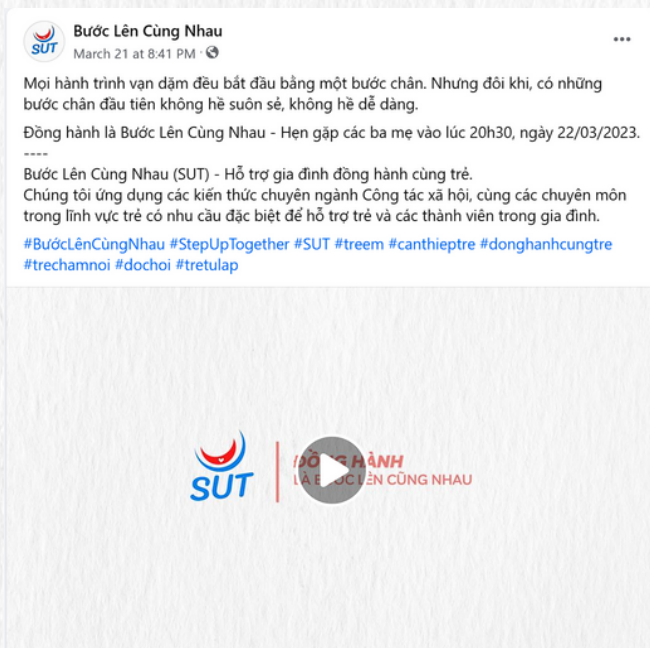 Bước Lên Cùng Nhau
March 21 at 8:41 PM ·
Mọi hành trình vạn dặm đều bắt đầu bằng một bước chân. Nhưng đôi khi, có những
bước chân đầu tiên không hề suôn sẻ, không hề dễ dàng.
Đồng hành là Bước Lên Cùng Nhau - Hẹn gặp các ba mẹ vào lúc 20h30, ngày 22/03/2023.
----
Bước Lên Cùng Nhau (SUT) - Hỗ trợ gia đình đồng hành cùng trẻ.
Chúng tôi ứng dụng các kiến thức chuyên ngành Công tác xã hội, cùng các chuyên môn
trong lĩnh vực trẻ có nhu cầu đặc biệt để hỗ trợ trẻ và các thành viên trong gia đình.
#BướcLênCùngNhau #StepUpTogether #SUT #treem #canthieptre #donghanhcungtre
#trechamnoi #dochoi #tretulap
SUT
SUT
ĐỒNG HÀNH
LÀ BƯỚC LÊN CÙNG NHAU